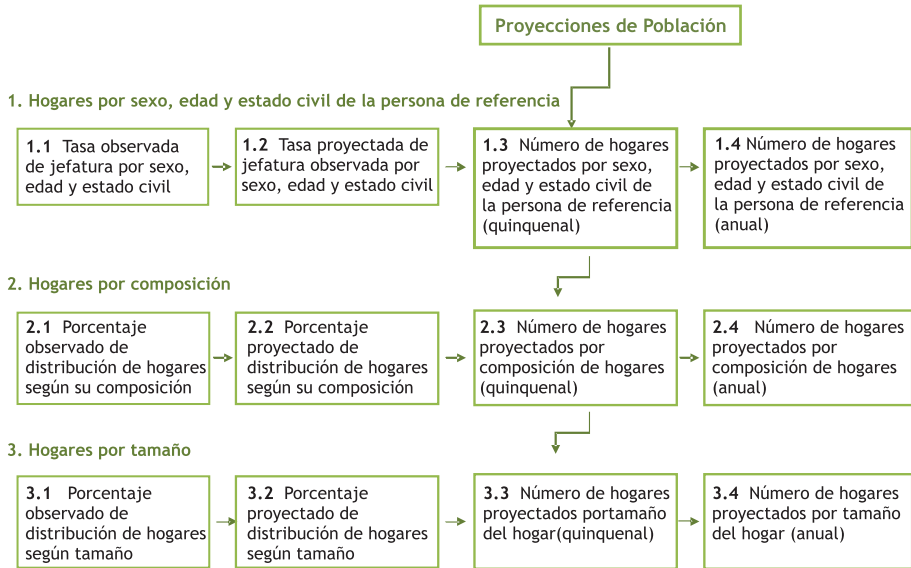 Proyecciones de Población
1. Hogares por sexo, edad y estado civil de la persona de referencia
1.1 Tasa observada
de jefatura por sexo,
edad y estado civil
1.2 Tasa proyectada de
jefatura observada por
sexo, edad y estado civil
1.3 Número de hogares
proyectados por sexo,
edad y estado civil de
la persona de referencia
(quinquenal)
1.4 Número de hogares
proyectados por sexo,
edad y estado civil de
la persona de referencia
(anual)
2. Hogares por composición
2.1 Porcentaje
observado de
distribución de hogares
según su composición
2.2 Porcentaje
proyectado de
distribución de hogares
según su composición
2.3 Número de hogares
proyectados por
composición de hogares
(quinquenal)
2.4 Número de hogares
proyectados por
composición de hogares
(anual)
3. Hogares por tamaño
3.1 Porcentaje
observado de
distribución de hogares
según tamaño
3.2 Porcentaje
proyectado de
distribución de hogares
según tamaño
3.3 Número de hogares
proyectados portamaño
del hogar(quinquenal)
3.4 Número de hogares
proyectados por tamaño
del hogar (anual)